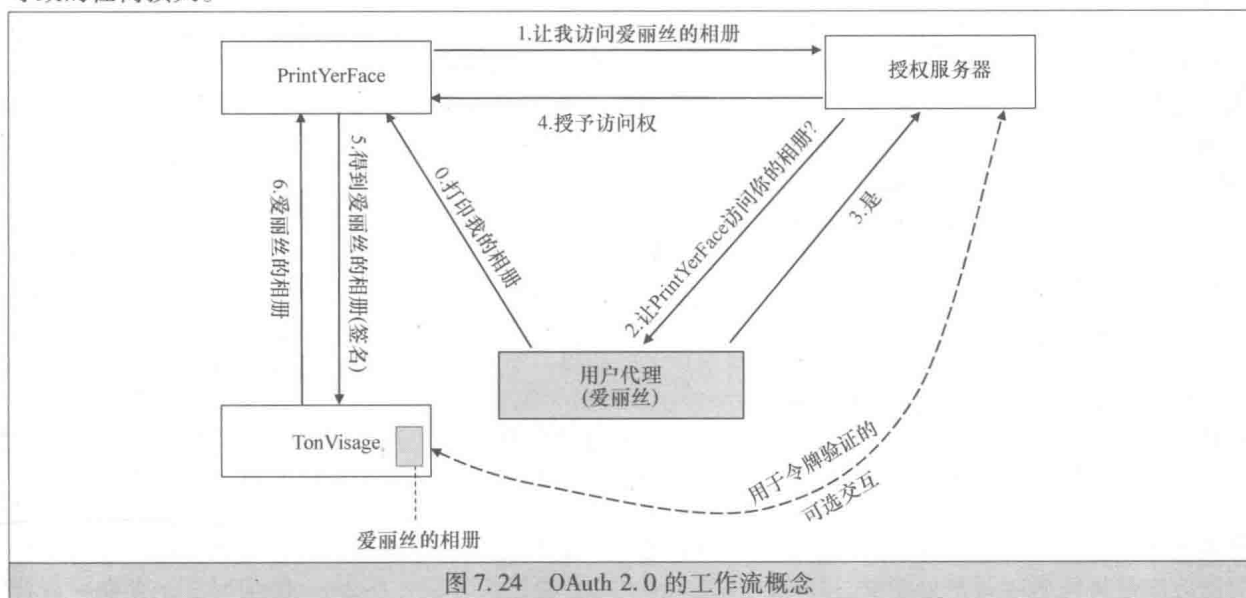 1.让我访问爱丽丝的相册
PrintYerFace
授权服务器
4.授予访问权
0.打印我的相册
2.让PrintYerFace访问你的相册?
3.是
5.得到爱丽丝的相册(签名)
6.爱丽丝的相册
用户代理
(爱丽丝)
TonVisage
用于令牌验证的
可选交互
爱丽丝的相册
图 7.24 OAuth 2.0 的工作流概念